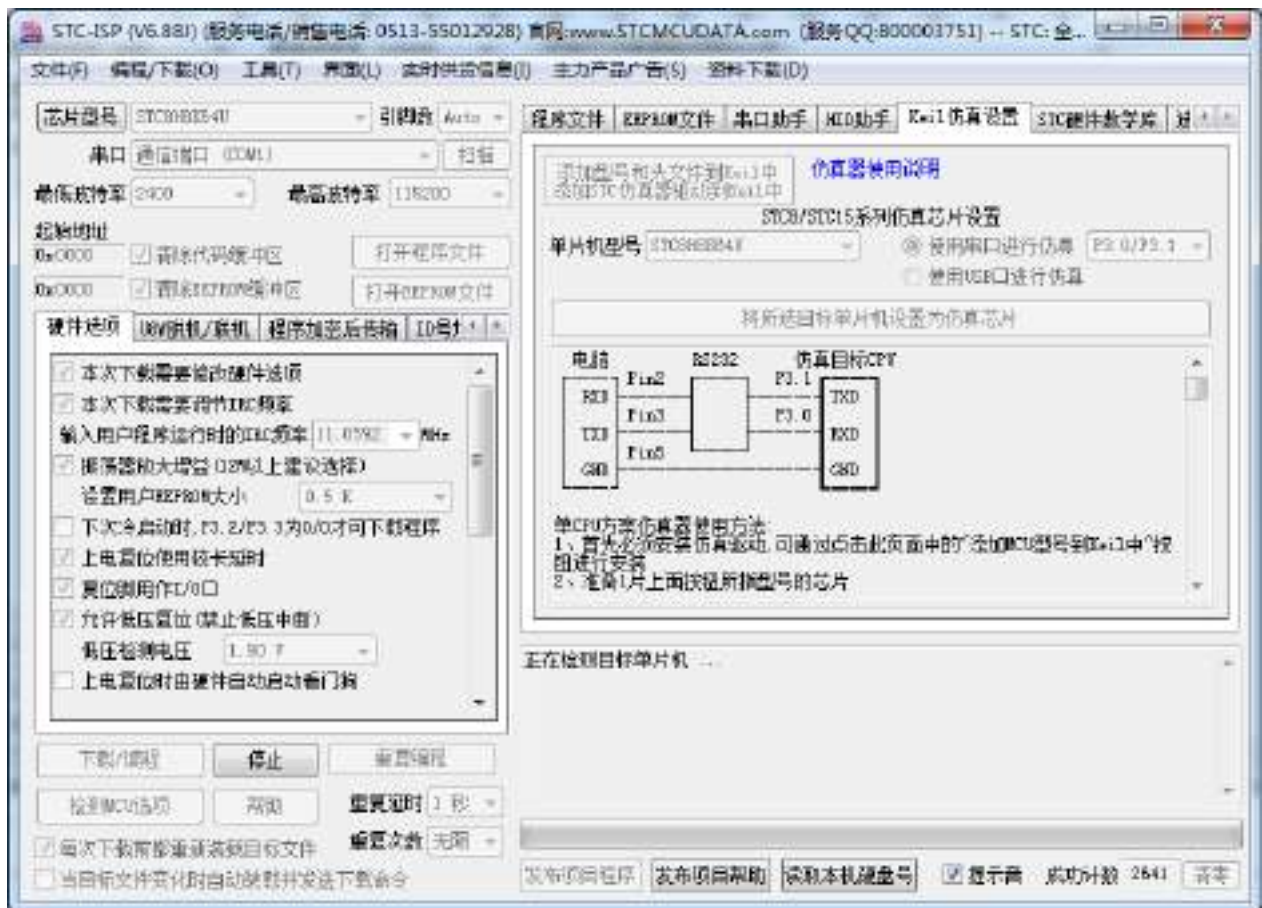 STC-ISP (V6.88J) (服务电话/销售电话: 0513-55012928) 官网:www.STCMCUDATA.com (服务QQ:800003751) -- STC: 全...
文件(F) 编程/下载(O) 工具(T) 界面(L) 实时供货信息(I) 主力产品广告(S) 资料下载(D)
芯片型号 引脚数 Auto
串口 通信端口 (COM1) 扫描
最低波特率 2400 最高波特率 115200
起始地址
0x0000 清除代码缓冲区 打开程序文件
0x0000 清除EEPROM缓冲区 打开EEPROM文件
硬件选项 U8W脱机/联机 程序加密后传输 ID号
本次下载需要修改硬件选项
本次下载需要调节IRC频率
输入用户程序运行时的IRC频率 11.0592 MHz
振荡器放大增益(12M以上建议选择)
设置用户EEPROM大小 0.5 K
下次冷启动时,P3.2/P3.3为0/0才可下载程序
上电复位使用较长延时
复位脚用作I/O口
允许低压复位(禁止低压中断)
低压检测电压 1.90 V
上电复位时由硬件自动启动看门狗
下载/编程 停止 重复编程
检测MCU选项 帮助 重复延时 1 秒
重复次数 无限
每次下载前都重新装载目标文件
当目标文件变化时自动装载并发送下载命令
程序文件 EEPROM文件 串口助手 HID助手 Keil仿真设置 STC硬件数学库
添加型号和头文件到Keil中
添加STC仿真器驱动到Keil中
仿真器使用说明
STC8/STC15系列仿真芯片设置
单片机型号 使用串口进行仿真 P3.0/P3.1
使用USB口进行仿真
将所选目标单片机设置为仿真芯片
电脑 RS232 仿真目标CPU
RXD Pin2 P3.1 TXD
TXD Pin3 P3.0 RXD
GND Pin5 GND
单CPU方案仿真器使用方法:
1、首先必须安装仿真驱动,可通过点击此页面中的"添加MCU型号到Keil中"按
钮进行安装
2、准备1片上面按钮所指型号的芯片
正在检测目标单片机 ...
发布项目程序 发布项目帮助 读取本机硬盘号 提示音 成功计数 2641 清零